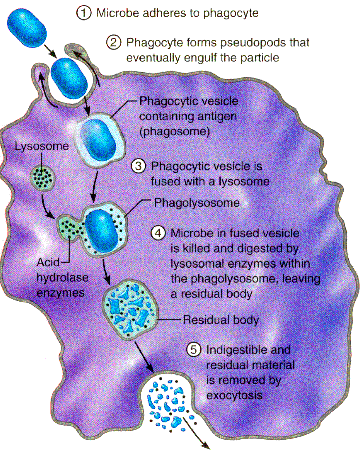 1 Microbe adheres to phagocyte
2 Phagocyte forms pseudopods that
eventually engulf the particle
Phagocytic vesicle
containing antigen
(phagosome)
Lysosome
3 Phagocytic vesicle is
fused with a lysosome
Phagolysosome
4 Microbe in fused vesicle
is killed and digested by
lysosomal enzymes within
the phagolysosome, leaving
a residual body
Acid
hydrolase
enzymes
Residual body
5 Indigestible and
residual material
is removed by
exocytosis